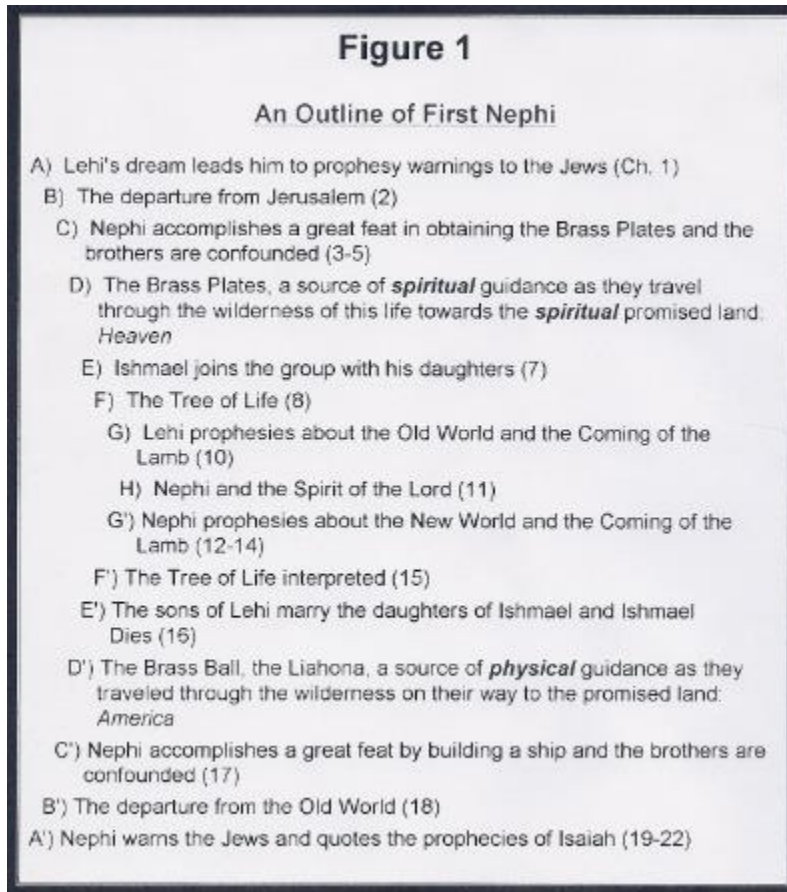 Figure 1
An Outline of First Nephi
A) Lehi's dream leads him to prophesy warnings to the Jews (Ch. 1)
B) The departure from Jerusalem (2)
C) Nephi accomplishes a great feat in obtaining the Brass Plates and the
brothers are confounded (3-5)
D) The Brass Plates, a source of spiritual guidance as they travel
through the wilderness of this life towards the spiritual promised land:
Heaven
E) Ishmael joins the group with his daughters (7)
F) The Tree of Life (8)
G) Lehi prophesies about the Old World and the Coming of the
Lamb (10)
H) Nephi and the Spirit of the Lord (11)
G') Nephi prophesies about the New World and the Coming of the
Lamb (12-14)
F') The Tree of Life interpreted (15)
E') The sons of Lehi marry the daughters of Ishmael and Ishmael
Dies (16)
D') The Brass Ball, the Liahona, a source of physical guidance as they
traveled through the wilderness on their way to the promised land:
America
C') Nephi accomplishes a great feat by building a ship and the brothers are
confounded (17)
B') The departure from the Old World (18)
A') Nephi warns the Jews and quotes the prophecies of Isaiah (19-22)